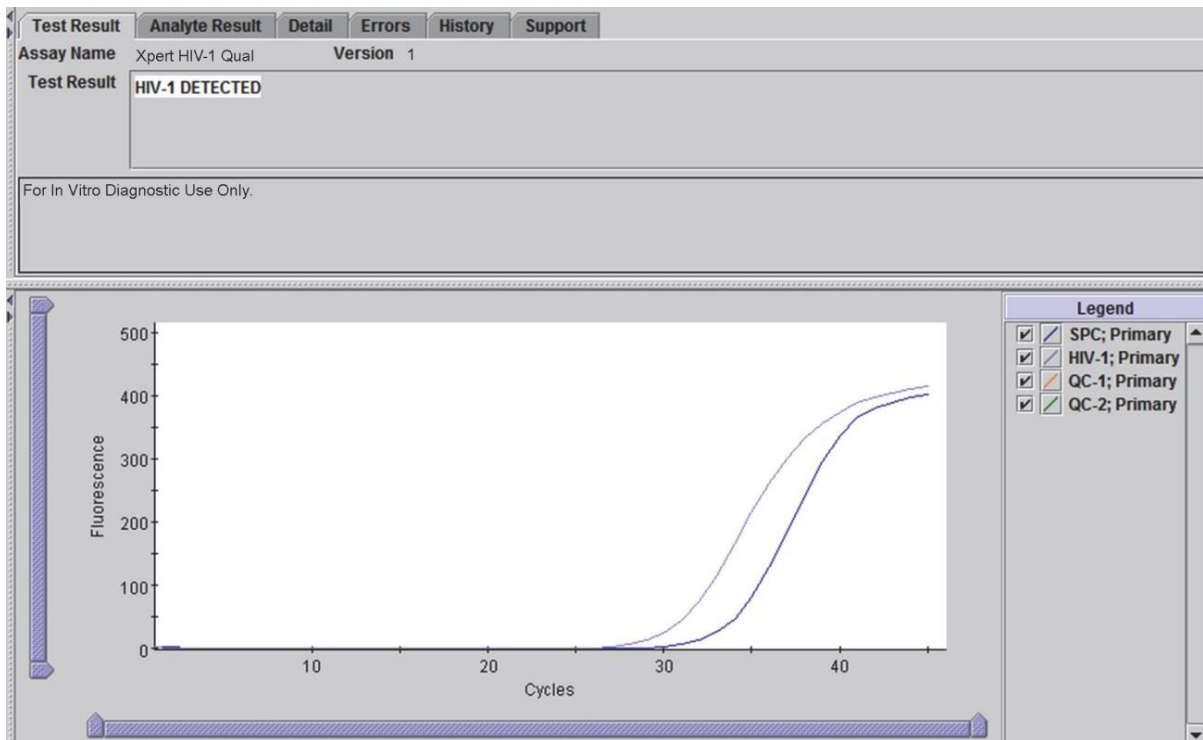 Test Result Analyte Result Detail Errors History Support
Assay Name Xpert HIV-1 Qual Version 1
Test Result HIV-1 DETECTED
For In Vitro Diagnostic Use Only.
500
400
300
200
100
0
Fluorescence
10 20 30 40
Cycles
Legend
SPC; Primary
HIV-1; Primary
QC-1; Primary
QC-2; Primary